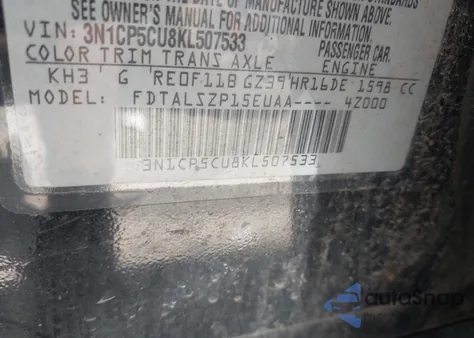 SEE OWNER'S MANUAL FOR ADDITIONAL INFORMATION.
VIN: 3N1CP5CU8KL507533 PASSENGER CAR
COLOR TRIM TRANS AXLE ENGINE
KH3 G RE0F11B GZ39 HR16DE 1598 CC
MODEL: FDTALSZP15EUAA---- 4Z000
3N1CP5CU8KL507533
autoSnap